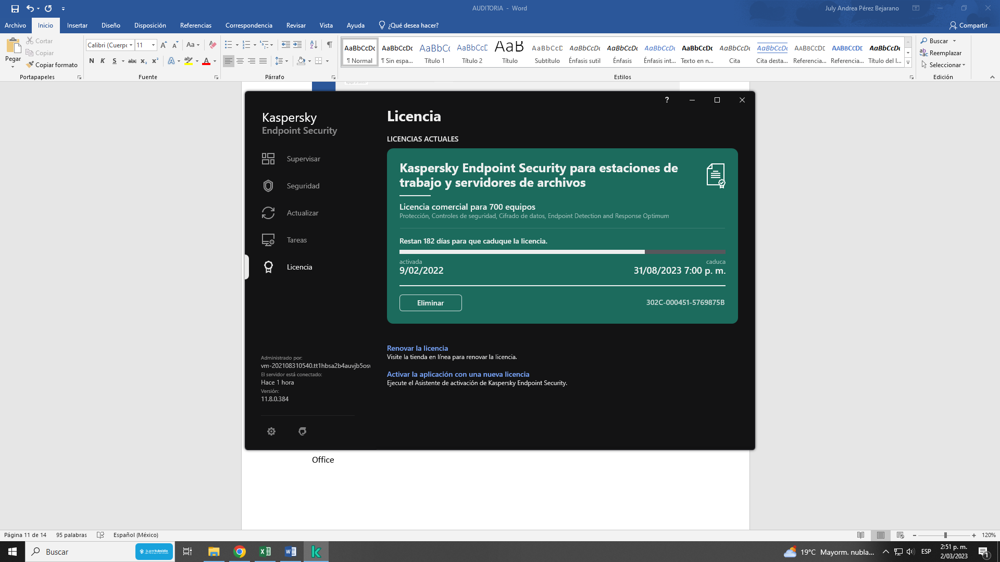 AUDITORIA - Word
July Andrea Pérez Bejarano
Archivo Inicio Insertar Diseño Disposición Referencias Correspondencia Revisar Vista Ayuda ¿Qué desea hacer? Compartir
Pegar
Cortar
Copiar
Copiar formato
Portapapeles
Calibri (Cuerpc 11
N K S abc x₂ x²
Fuente
Párrafo
AaBbCcDc AaBbCcDc AaBbC( AaBbCcC AaB AaBbCcD AaBbCcDc AaBbCcDc AaBbCcDc AaBbCcDc AaBbCcDc AaBbCcDc AABBCCDE AABBCCDE AaBbCcDc
¶ Normal ¶ Sin espa... Título 1 Título 2 Título Subtítulo Énfasis sutil Énfasis Énfasis int... Texto en n... Cita Cita desta... Referencia... Referencia... Título del l...
Estilos
Buscar
Reemplazar
Seleccionar
Edición
Kaspersky
Endpoint Security
Supervisar
Seguridad
Actualizar
Tareas
Licencia
Administrado por:
vm-202108310540.tt1hbsa2b4auvjb5os
El servidor está conectado:
Hace 1 hora
Versión:
11.8.0.384
?
Licencia
LICENCIAS ACTUALES
Kaspersky Endpoint Security para estaciones de
trabajo y servidores de archivos
Licencia comercial para 700 equipos
Protección, Controles de seguridad, Cifrado de datos, Endpoint Detection and Response Optimum
Restan 182 días para que caduque la licencia.
activada caduca
9/02/2022 31/08/2023 7:00 p. m.
Eliminar 302C-000451-5769875B
Renovar la licencia
Visite la tienda en línea para renovar la licencia.
Activar la aplicación con una nueva licencia
Ejecute el Asistente de activación de Kaspersky Endpoint Security.
Office
Página 11 de 14 95 palabras Español (México) 120%
Buscar
SuperSubsidio
19°C Mayorm. nubla... ESP
2:51 p. m.
2/03/2023
1